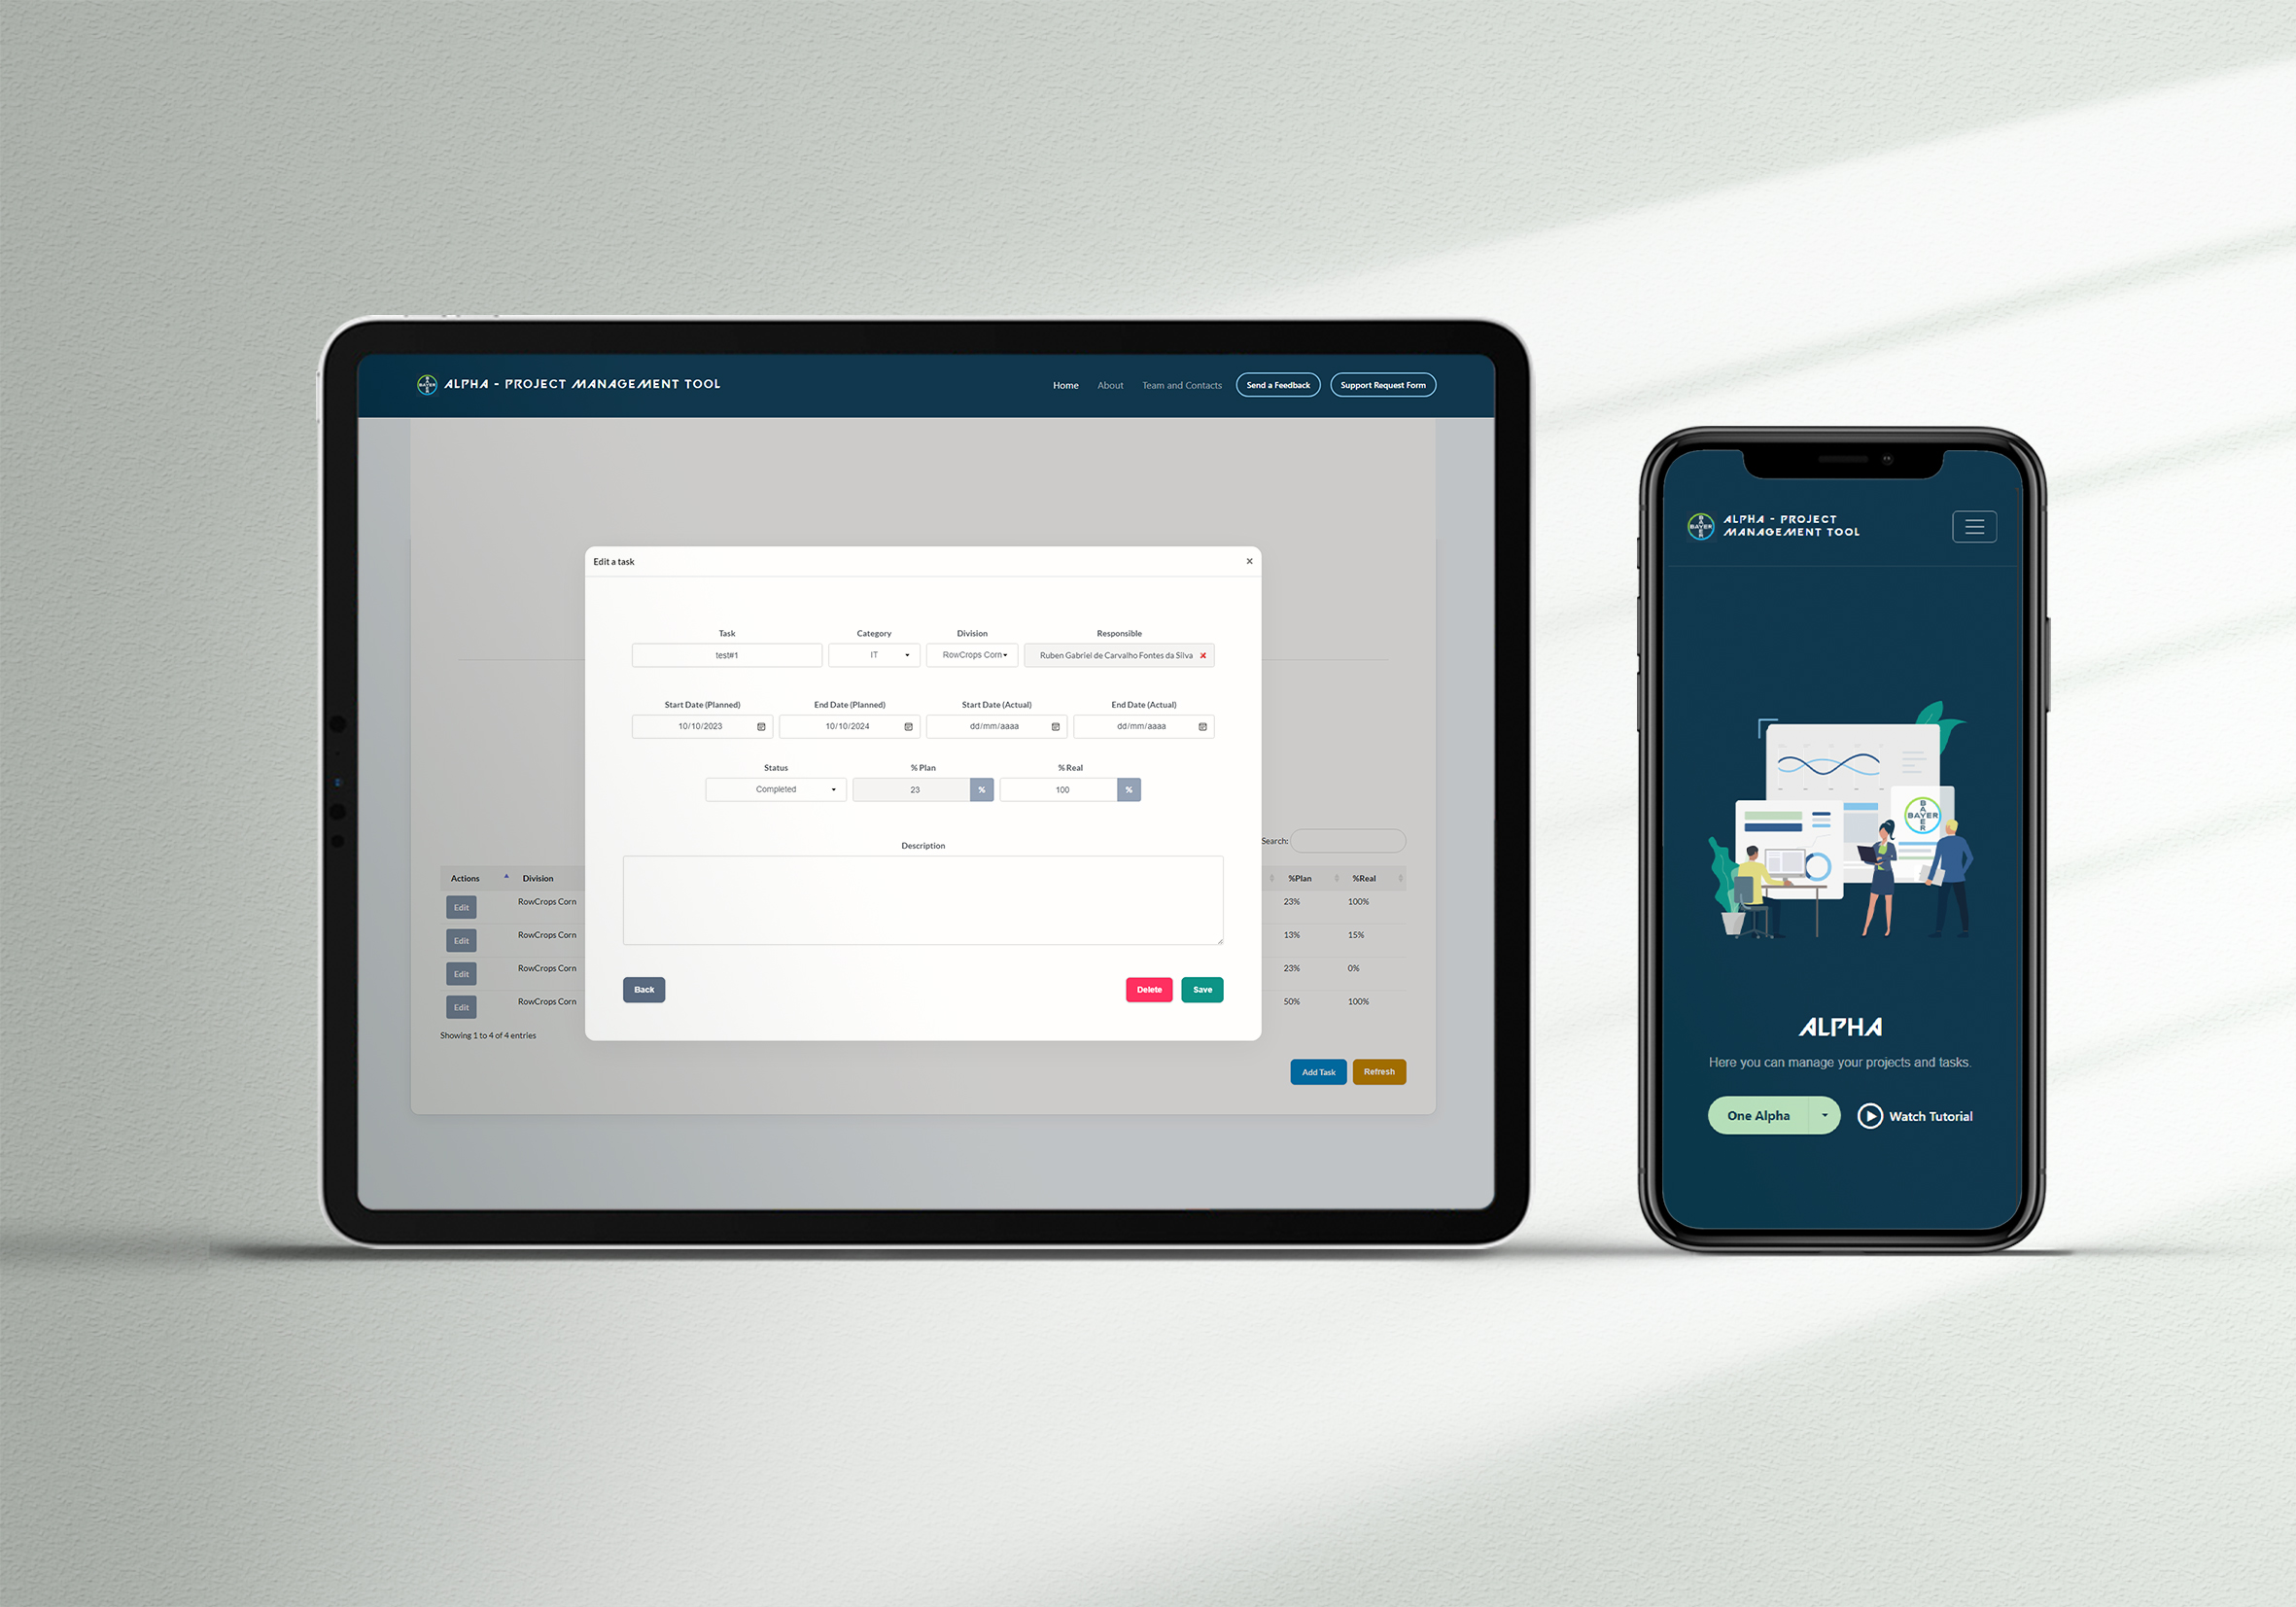 ALPHA - PROJECT MANAGEMENT TOOL
Home About Team and Contacts Send a Feedback Support Request Form
Edit a task ×
Task Category Division Responsible
test#1 IT RowCrops Corn Ruben Gabriel de Carvalho Fontes da Silva
Start Date (Planned) End Date (Planned) Start Date (Actual) End Date (Actual)
10/10/2023 10/10/2024 dd/mm/aaaa dd/mm/aaaa
Status % Plan % Real
Completed 23 % 100 %
Description
Back Delete Save
Search:
Actions Division %Plan %Real
Edit RowCrops Corn 23% 100%
Edit RowCrops Corn 13% 15%
Edit RowCrops Corn 23% 0%
Edit RowCrops Corn 50% 100%
Showing 1 to 4 of 4 entries
Add Task Refresh
BAYER
BAYER
ALPHA - PROJECT
MANAGEMENT TOOL
BAYER
BAYER
BAYER
BAYER
ALPHA
Here you can manage your projects and tasks.
One Alpha Watch Tutorial